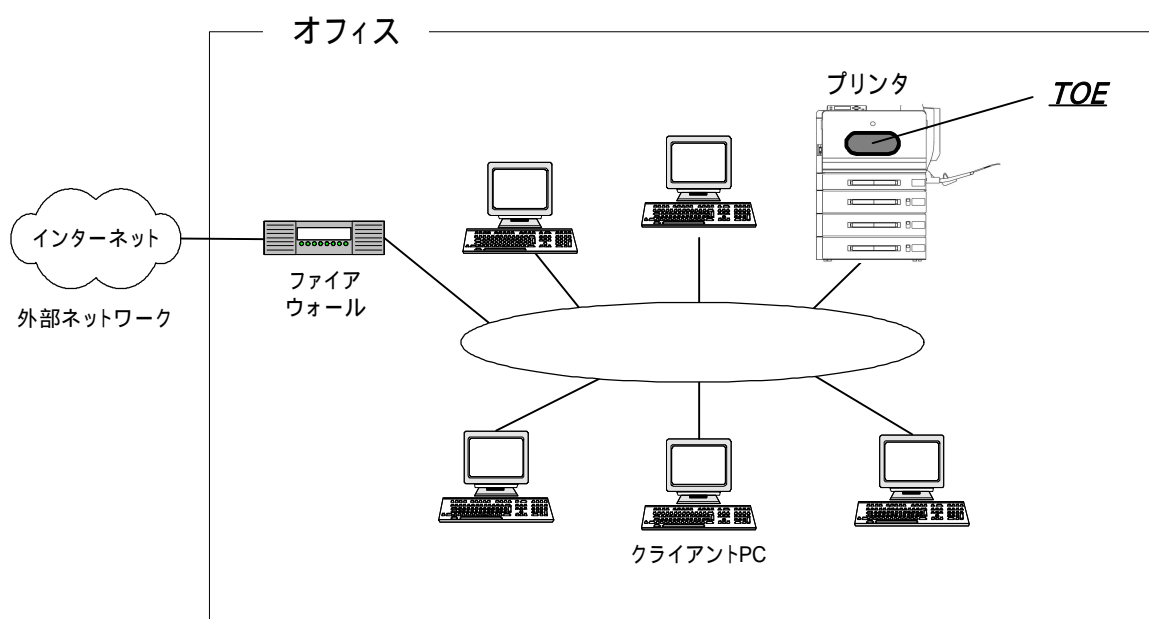 オフィス
プリンタ
TOE
インターネット
外部ネットワーク
ファイア
ウォール
クライアントPC